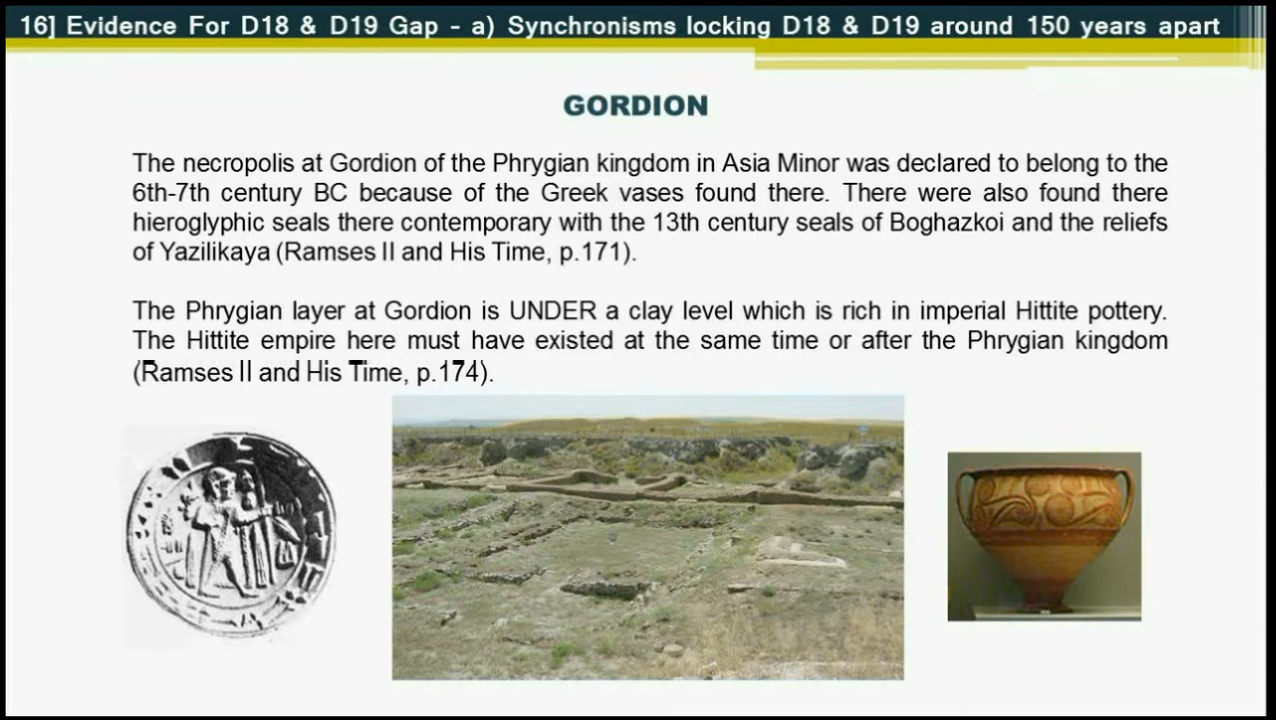 16] Evidence For D18 & D19 Gap - a) Synchronisms locking D18 & D19 around 150 years apart
GORDION
The necropolis at Gordion of the Phrygian kingdom in Asia Minor was declared to belong to the
6th-7th century BC because of the Greek vases found there. There were also found there
hieroglyphic seals there contemporary with the 13th century seals of Boghazkoi and the reliefs
of Yazilikaya (Ramses II and His Time, p.171).
The Phrygian layer at Gordion is UNDER a clay level which is rich in imperial Hittite pottery.
The Hittite empire here must have existed at the same time or after the Phrygian kingdom
(Ramses II and His Time, p.174).